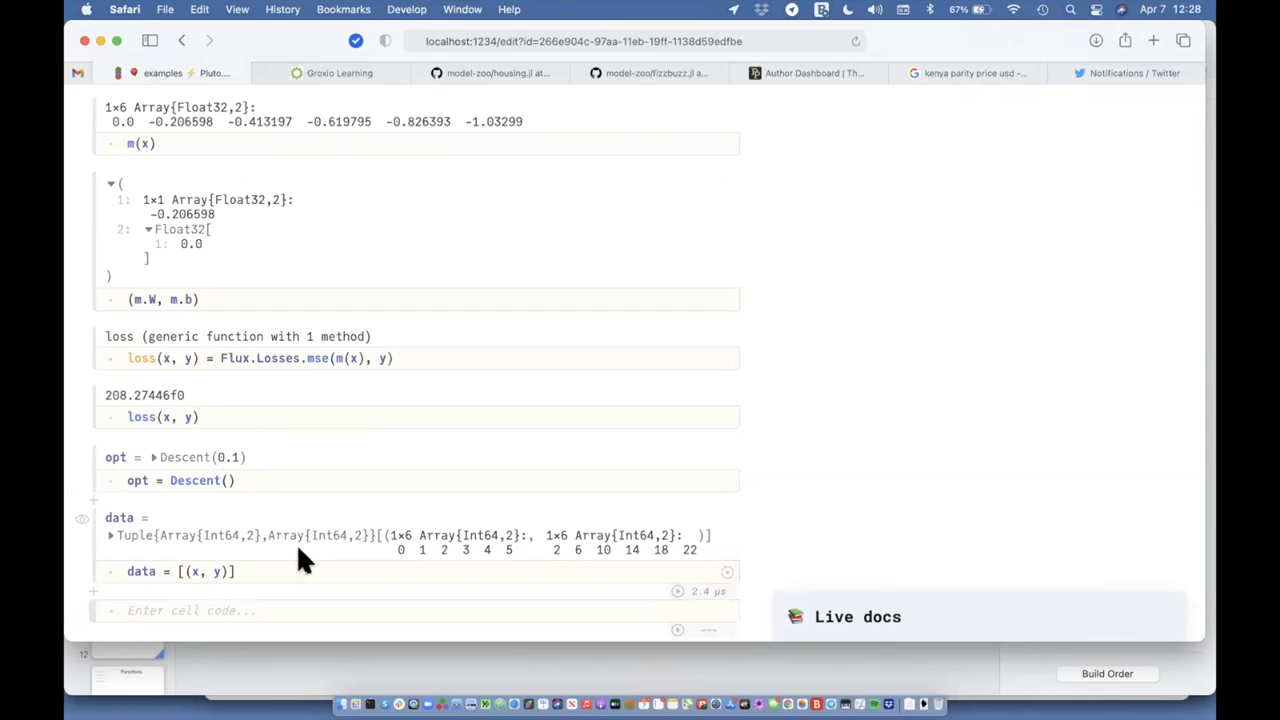 Safari File Edit View History Bookmarks Develop Window Help 67% Apr 7 12:28
localhost:1234/edit?id=266e904c-97aa-11eb-19ff-1138d59edfbe
examples ⚡ Pluto.... Groxio Learning model-zoo/housing.jl at... model-zoo/fizzbuzz.jl a... Author Dashboard | Th... kenya parity price usd -... Notifications / Twitter
1×6 Array{Float32,2}:
0.0 -0.206598 -0.413197 -0.619795 -0.826393 -1.03299
m(x)
(
1: 1×1 Array{Float32,2}:
-0.206598
2: Float32[
1: 0.0
]
)
(m.W, m.b)
loss (generic function with 1 method)
loss(x, y) = Flux.Losses.mse(m(x), y)
208.27446f0
loss(x, y)
opt = Descent(0.1)
opt = Descent()
data =
Tuple{Array{Int64,2},Array{Int64,2}}[(1×6 Array{Int64,2}:, 1×6 Array{Int64,2}: )]
0 1 2 3 4 5 2 6 10 14 18 22
data = [(x, y)]
2.4 μs
Enter cell code...
---
📚 Live docs
12
Functions
Build Order